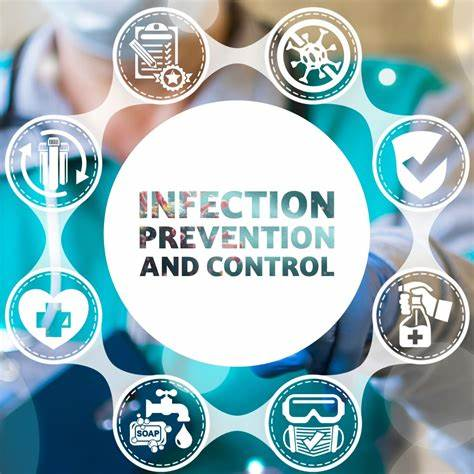 INFECTION
PREVENTION
AND CONTROL
SOAP